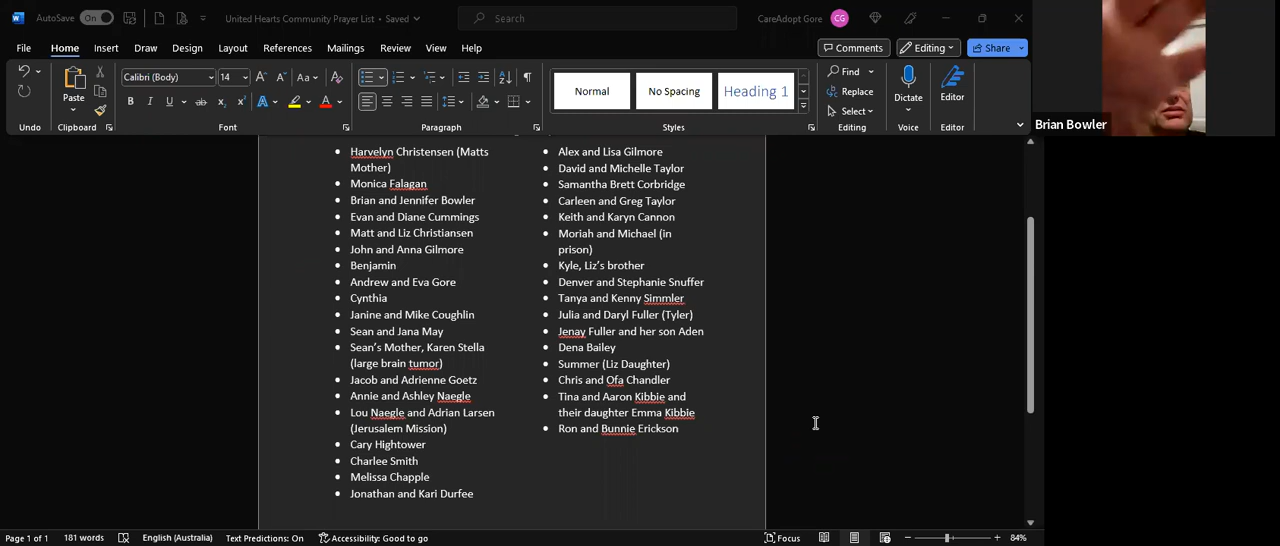 AutoSave On United Hearts Community Prayer List • Saved Search CareAdopt Gore CG
File Home Insert Draw Design Layout References Mailings Review View Help Comments Editing Share
Calibri (Body) 14 A A Aa A Normal No Spacing Heading 1 Find
Paste Replace Dictate Editor
B I U ab x₂ x² A A Select
Undo Clipboard Font Paragraph Styles Editing Voice Editor
Brian Bowler
• Harvelyn Christensen (Matts
Mother)
• Monica Falagan
• Brian and Jennifer Bowler
• Evan and Diane Cummings
• Matt and Liz Christiansen
• John and Anna Gilmore
• Benjamin
• Andrew and Eva Gore
• Cynthia
• Janine and Mike Coughlin
• Sean and Jana May
• Sean’s Mother, Karen Stella
(large brain tumor)
• Jacob and Adrienne Goetz
• Annie and Ashley Naegle
• Lou Naegle and Adrian Larsen
(Jerusalem Mission)
• Cary Hightower
• Charlee Smith
• Melissa Chapple
• Jonathan and Kari Durfee
• Alex and Lisa Gilmore
• David and Michelle Taylor
• Samantha Brett Corbridge
• Carleen and Greg Taylor
• Keith and Karyn Cannon
• Moriah and Michael (in
prison)
• Kyle, Liz’s brother
• Denver and Stephanie Snuffer
• Tanya and Kenny Simmler
• Julia and Daryl Fuller (Tyler)
• Jenay Fuller and her son Aden
• Dena Bailey
• Summer (Liz Daughter)
• Chris and Ofa Chandler
• Tina and Aaron Kibbie and
their daughter Emma Kibbie
• Ron and Bunnie Erickson
Page 1 of 1 181 words English (Australia) Text Predictions: On Accessibility: Good to go Focus 84%